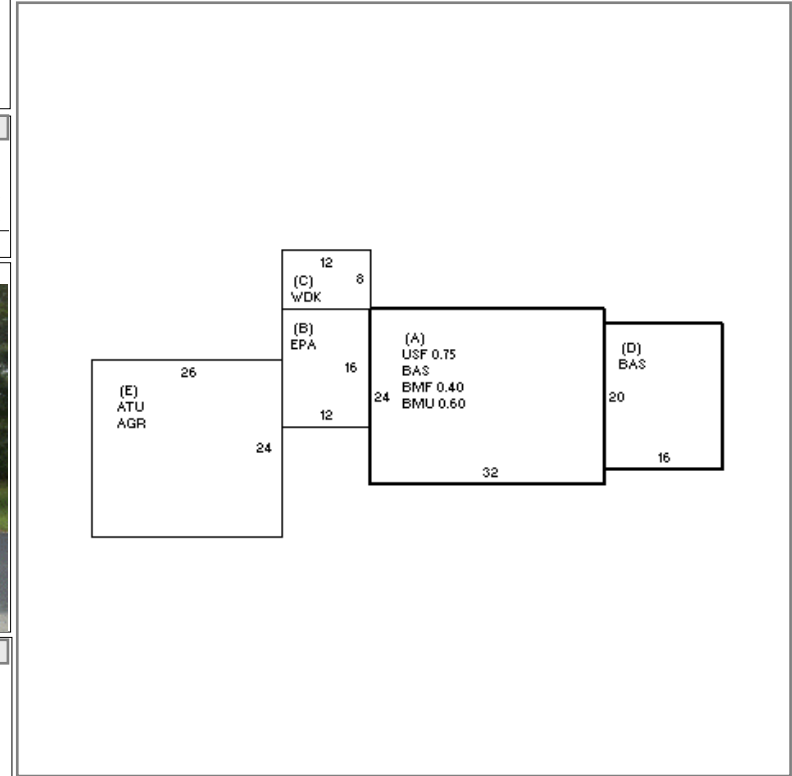 12
8
(C)
WDK
(B)
EPA
16
12
26
(E)
ATU
AGR
24
(A)
USF 0.75
BAS
BMF 0.40
BMU 0.60
24
32
(D)
BAS
20
16